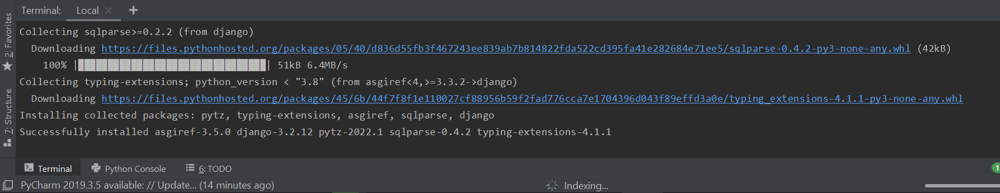 Terminal: Local × +
Collecting sqlparse>=0.2.2 (from django)
Downloading https://files.pythonhosted.org/packages/05/40/d836d55fb3f467243ee839ab7b814822fda522cd395fa41e282684e71ee5/sqlparse-0.4.2-py3-none-any.whl (42kB)
100% |████████████████████████████████| 51kB 6.4MB/s
Collecting typing-extensions; python_version < "3.8" (from asgiref<4,>=3.3.2->django)
Downloading https://files.pythonhosted.org/packages/45/6b/44f7f8f1e110027cf88956b59f2fad776cca7e1704396d043f89effd3a0e/typing_extensions-4.1.1-py3-none-any.whl
Installing collected packages: pytz, typing-extensions, asgiref, sqlparse, django
Successfully installed asgiref-3.5.0 django-3.2.12 pytz-2022.1 sqlparse-0.4.2 typing-extensions-4.1.1
2: Favorites
7: Structure
Terminal Python Console 6: TODO 1
PyCharm 2019.3.5 available: // Update... (14 minutes ago) Indexing...